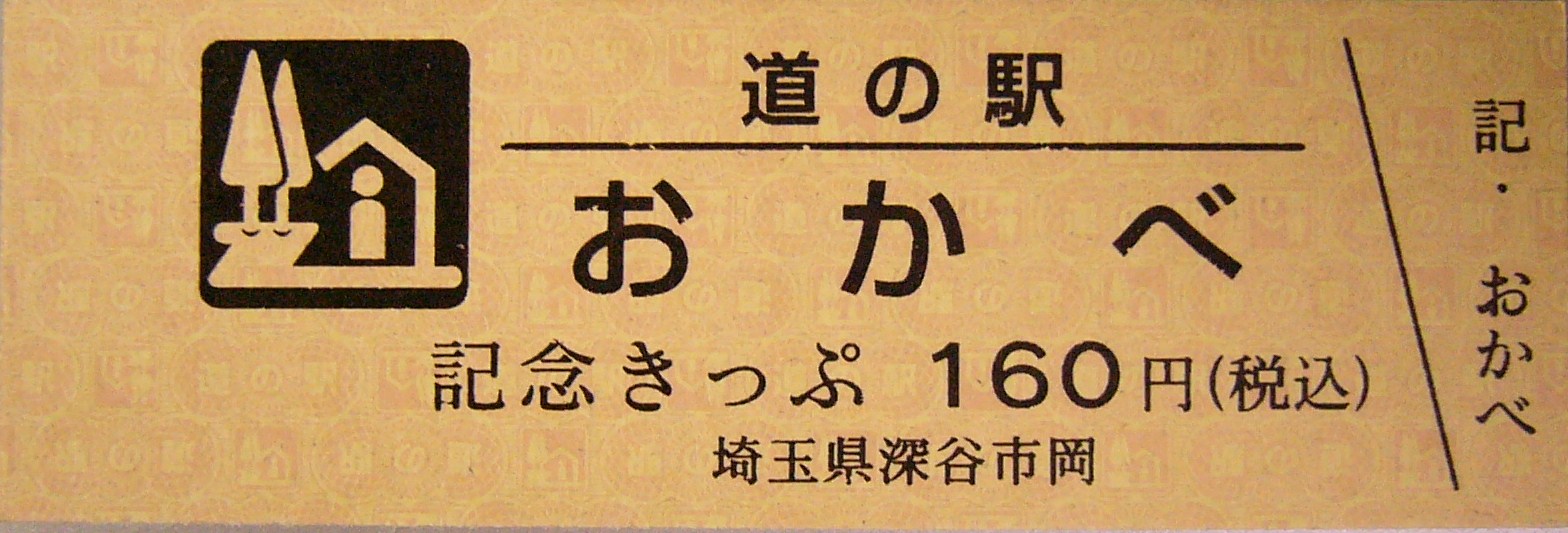 道の駅
おかべ
記念きっぷ 160円(税込)
埼玉県深谷市岡
記・おかべ